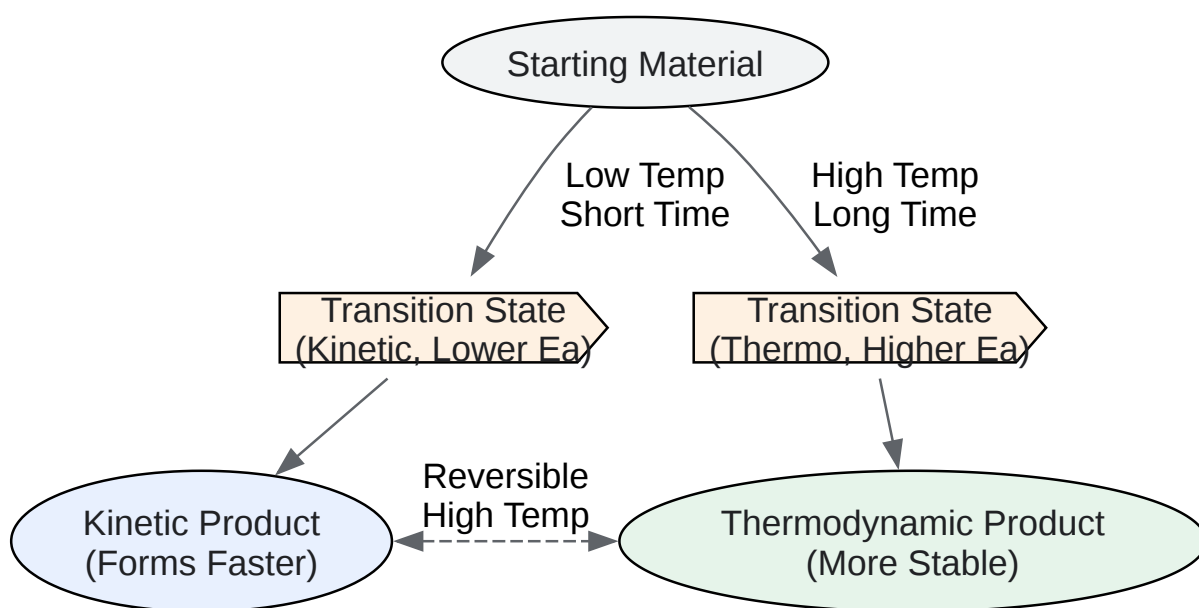 Starting Material
Low Temp
Short Time
High Temp
Long Time
Transition State
(Kinetic, Lower Ea)
Transition State
(Thermo, Higher Ea)
Reversible
High Temp
Kinetic Product
(Forms Faster)
Thermodynamic Product
(More Stable)